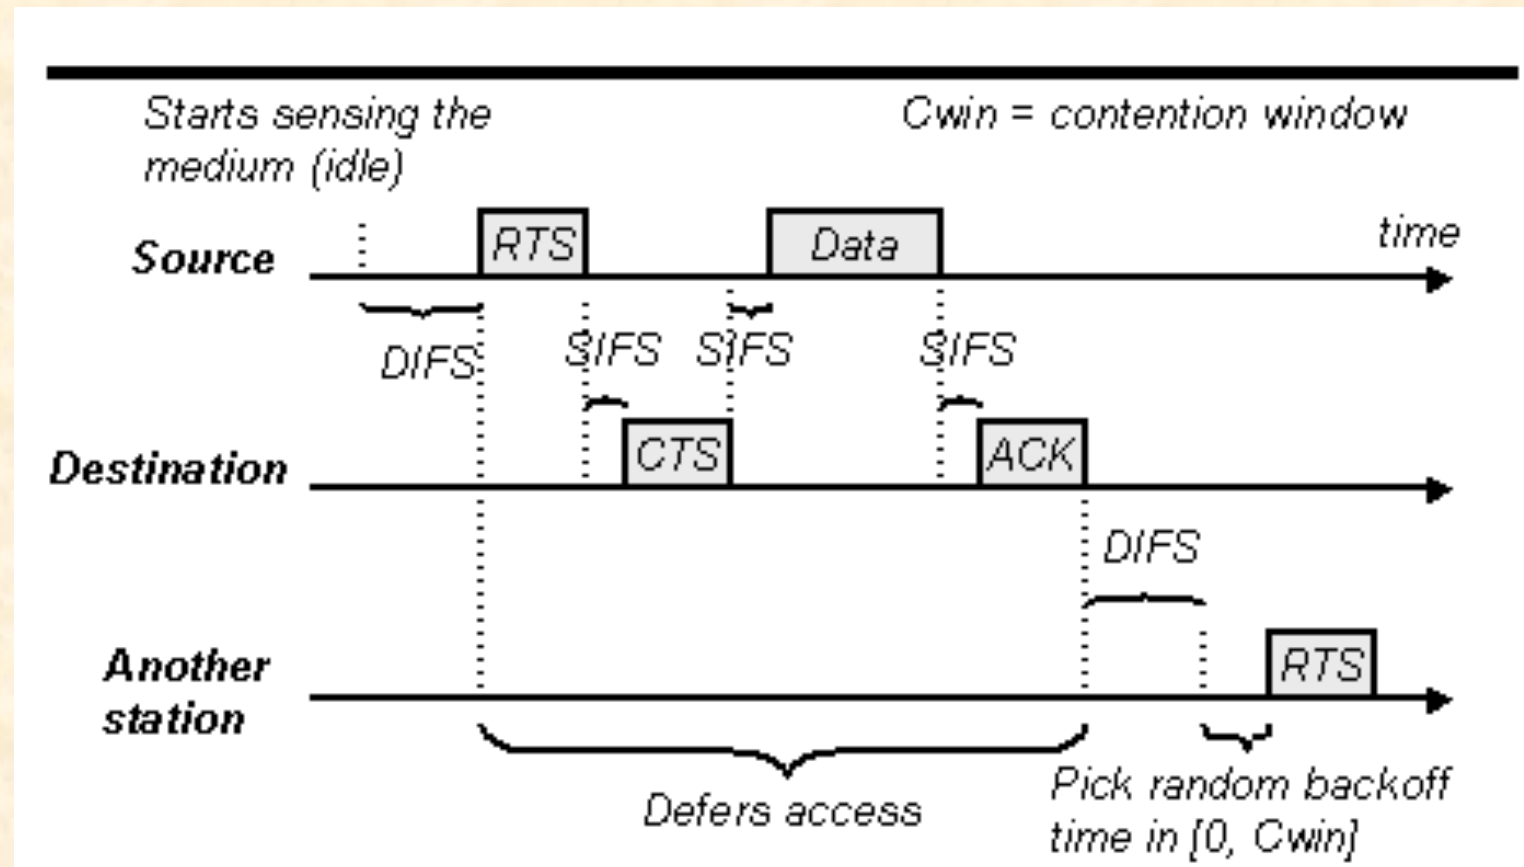 Starts sensing the
medium (idle)
Cwin = contention window
time
Source
RTS
Data
DIFS
SIFS
SIFS
SIFS
Destination
CTS
ACK
DIFS
Another
station
RTS
Defers access
Pick random backoff
time in [0, Cwin]